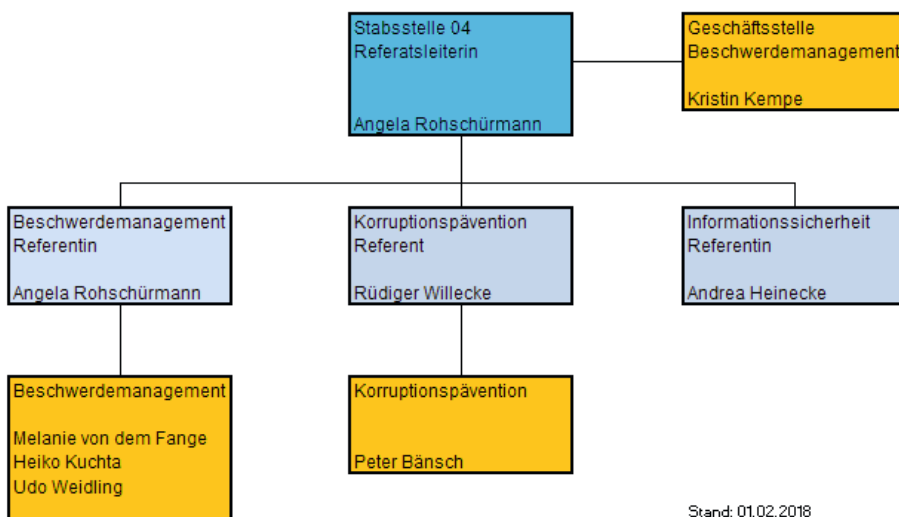 Stabsstelle 04
Referatsleiterin
Angela Rohschürmann
Geschäftsstelle
Beschwerdemanagement
Kristin Kempe
Beschwerdemanagement
Referentin
Angela Rohschürmann
Korruptionspävention
Referent
Rüdiger Willecke
Informationssicherheit
Referentin
Andrea Heinecke
Beschwerdemanagement
Melanie von dem Fange
Heiko Kuchta
Udo Weidling
Korruptionspävention
Peter Bänsch
Stand: 01.02.2018